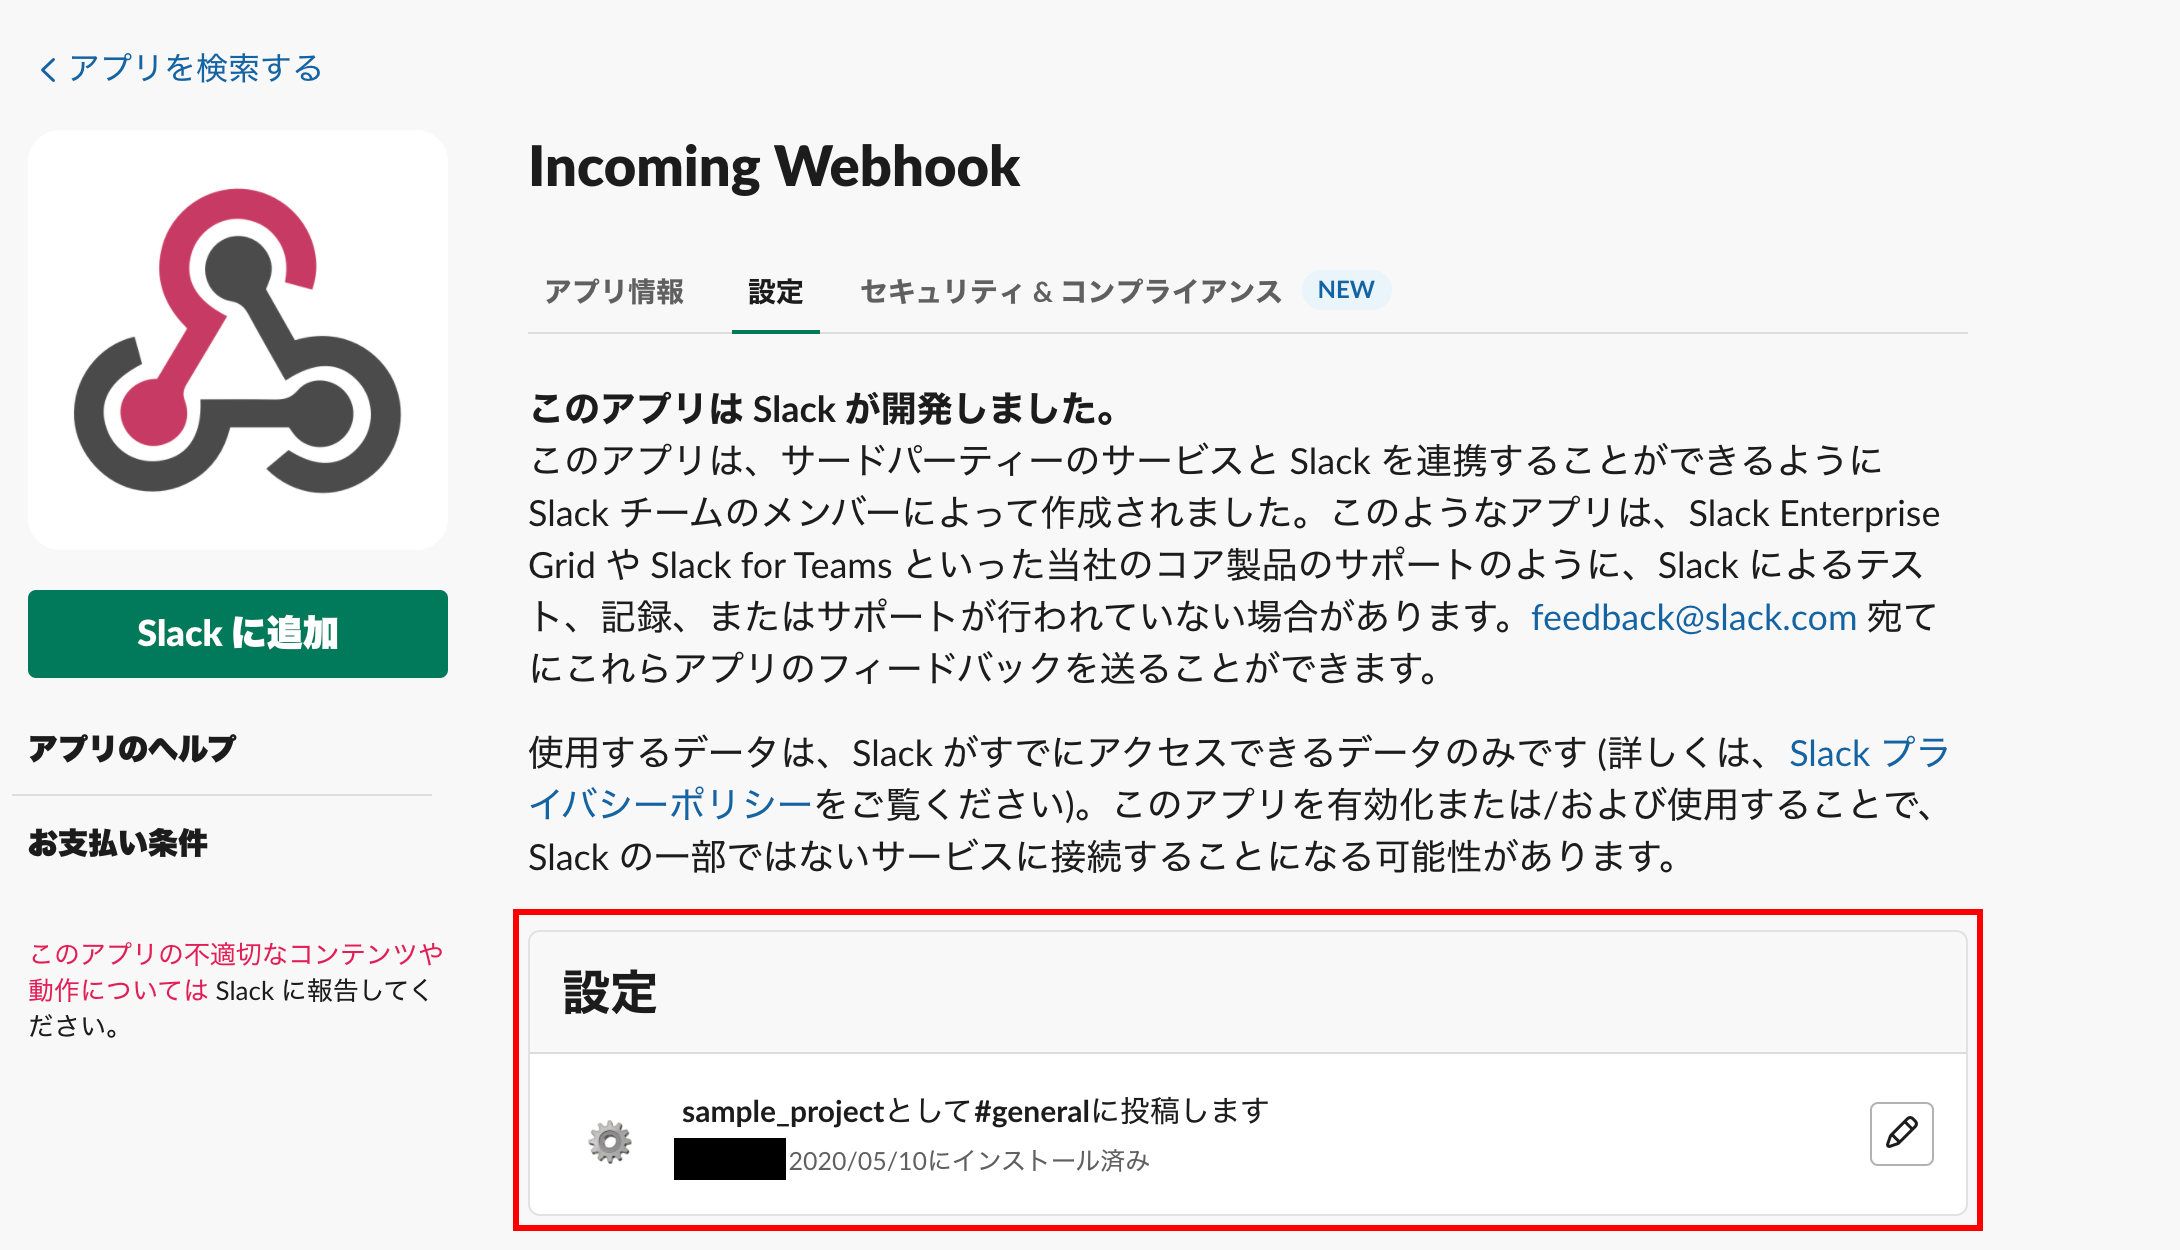 アプリを検索する
Incoming Webhook
アプリ情報 設定 セキュリティ & コンプライアンス NEW
このアプリは Slack が開発しました。
このアプリは、サードパーティーのサービスと Slack を連携することができるように
Slack チームのメンバーによって作成されました。このようなアプリは、Slack Enterprise
Grid や Slack for Teams といった当社のコア製品のサポートのように、Slack によるテス
ト、記録、またはサポートが行われていない場合があります。feedback@slack.com 宛て
にこれらアプリのフィードバックを送ることができます。
使用するデータは、Slack がすでにアクセスできるデータのみです (詳しくは、Slack プラ
イバシーポリシーをご覧ください)。このアプリを有効化または/および使用することで、
Slack の一部ではないサービスに接続することになる可能性があります。
Slack に追加
アプリのヘルプ
お支払い条件
このアプリの不適切なコンテンツや
動作については Slack に報告してく
ださい。
設定
sample_projectとして#generalに投稿します
2020/05/10にインストール済み